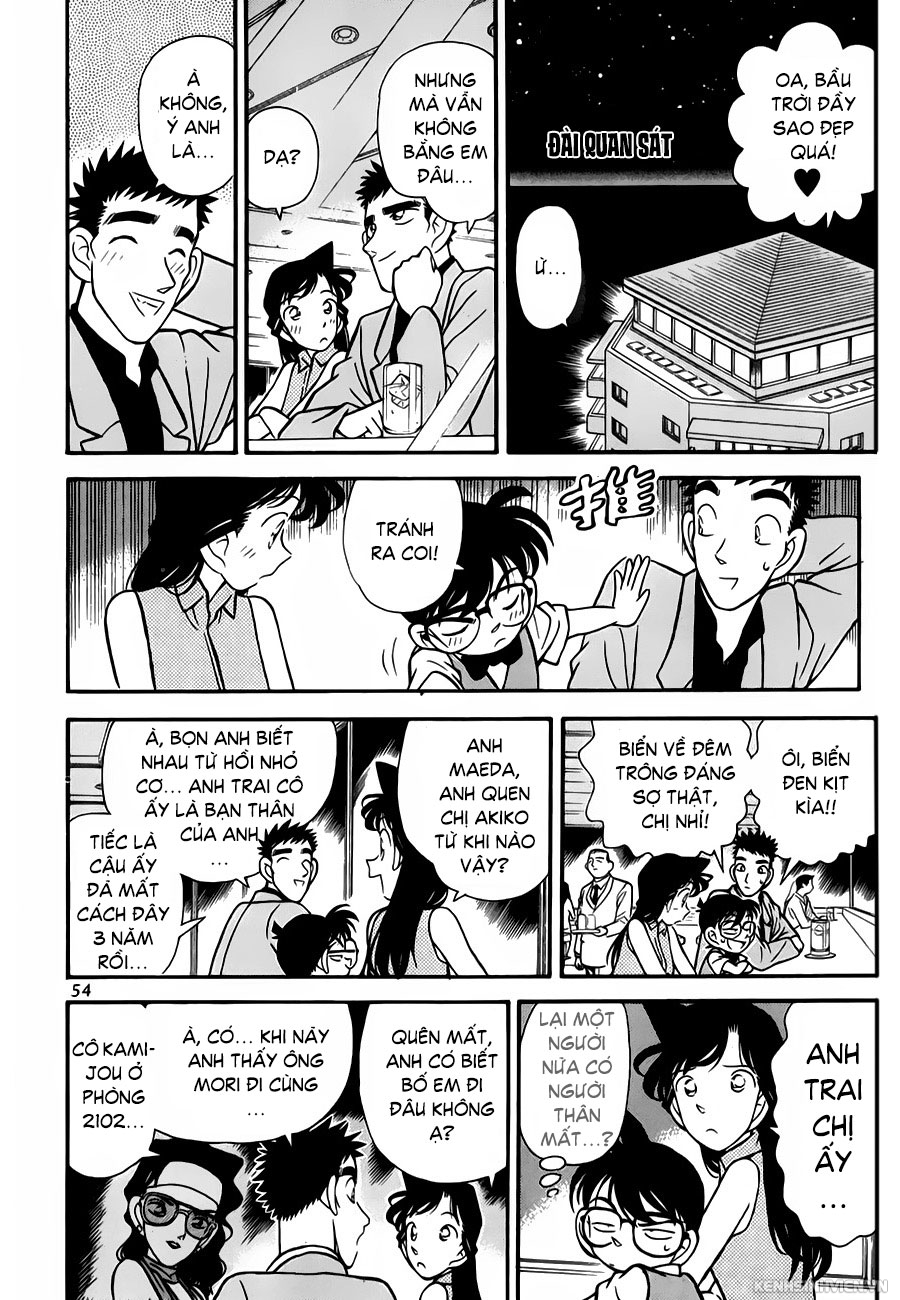 OA, BẦU
TRỜI ĐẦY
SAO ĐẸP
QUÁ!
♥
ĐÀI QUAN SÁT
Ừ...
NHƯNG
MÀ VẪN
KHÔNG
BẰNG EM
ĐÂU...
DẠ?
À
KHÔNG,
Ý ANH
LÀ...
推
TRÁNH
RA COI!
ÔI, BIỂN
ĐEN KỊT
KÌA!!
BIỂN VỀ ĐÊM
TRÔNG ĐÁNG
SỢ THẬT,
CHỊ NHỈ!
ANH
MAEDA,
ANH QUEN
CHỊ AKIKO
TỪ KHI NÀO
VẬY?
À, BỌN ANH BIẾT
NHAU TỪ HỒI NHỎ
CƠ... ANH TRAI CÔ
ẤY LÀ BẠN THÂN
CỦA ANH
...
TIẾC LÀ
CẬU ẤY
ĐÃ MẤT
CÁCH ĐÂY
3 NĂM
RỒI...
54
ANH
TRAI
CHỊ
ẤY
...
LẠI MỘT
NGƯỜI
NỮA CÓ
NGƯỜI
THÂN
MẤT...?
QUÊN MẤT,
ANH CÓ BIẾT
BỐ EM ĐI
ĐÂU KHÔNG
Ạ?
À, CÓ... KHI NÃY
ANH THẤY ÔNG
MORI ĐI CÙNG
...
CÔ KAMI-
JOU Ở
PHÒNG
2102...
KENHSINHVIEN.VN